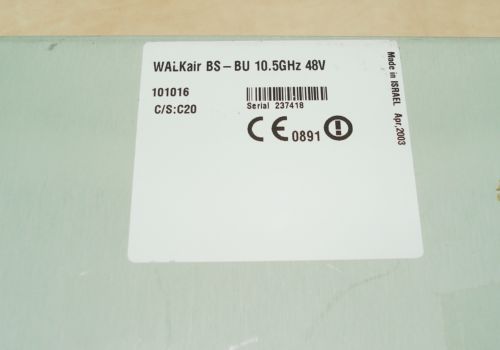 WALKair BS-BU 10.5GHz 48V
101016
C/S:C20
Serial 237418
CE 0891
Made in ISRAEL Apr,2003